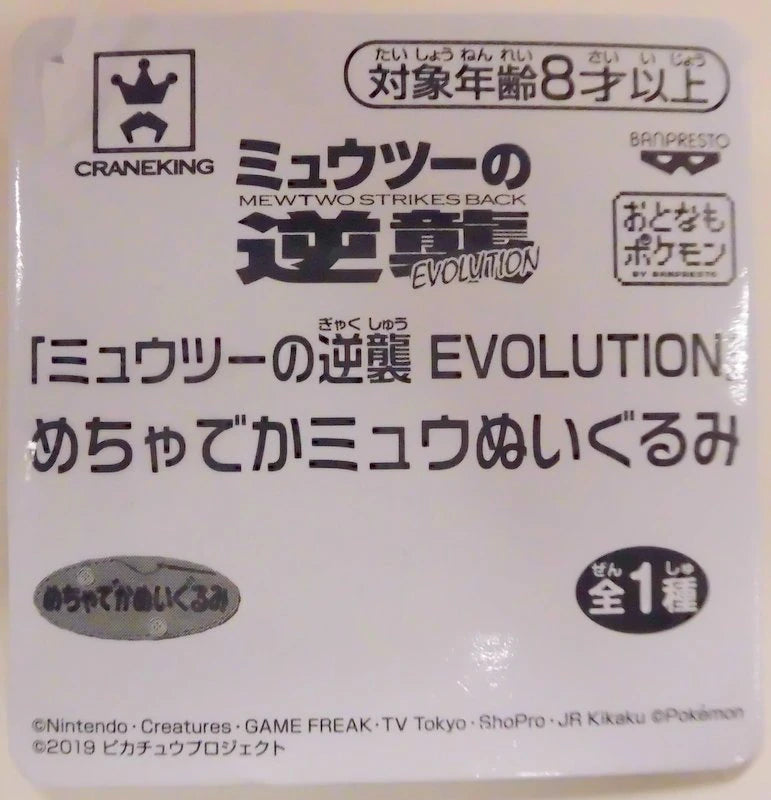 たいしょうねんれい さいいじょう
対象年齢8才以上
CRANEKING
BANPRESTO
ミュウツーの
MEWTWO STRIKES BACK
逆襲
EVOLUTION
おとなも
ポケモン
BY BANPRESTO
ぎゃくしゅう
「ミュウツーの逆襲 EVOLUTION」
めちゃでかミュウぬいぐるみ
めちゃでかぬいぐるみ
ぜん しゅ
全1種
©Nintendo・Creatures・GAME FREAK・TV Tokyo・ShoPro・JR Kikaku ©Pokémon
©2019 ピカチュウプロジェクト